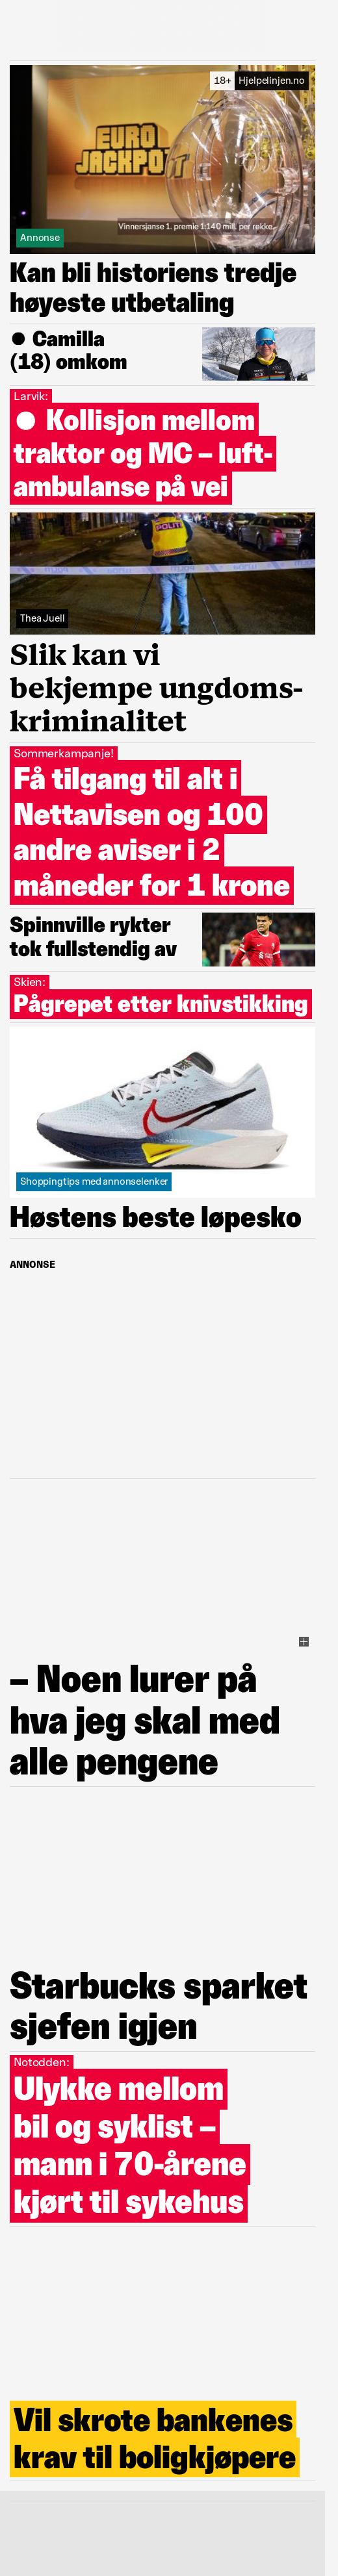 18+ Hjelpelinjen.no
EURO
JACKPOT
Vinnersjanse 1. premie 1:140 mill. per rekke.
Annonse
Kan bli historiens tredje
høyeste utbetaling
● Camilla
(18) omkom
Larvik:
● Kollisjon mellom
traktor og MC – luft-
ambulanse på vei
POLITI
Thea Juell
Slik kan vi
bekjempe ungdoms-
kriminalitet
Sommerkampanje!
Få tilgang til alt i
Nettavisen og 100
andre aviser i 2
måneder for 1 krone
Spinnville rykter
tok fullstendig av
Skien:
Pågrepet etter knivstikking
Shoppingtips med annonselenker
Høstens beste løpesko
ANNONSE
– Noen lurer på
hva jeg skal med
alle pengene
Starbucks sparket
sjefen igjen
Notodden:
Ulykke mellom
bil og syklist –
mann i 70-årene
kjørt til sykehus
Vil skrote bankenes
krav til boligkjøpere